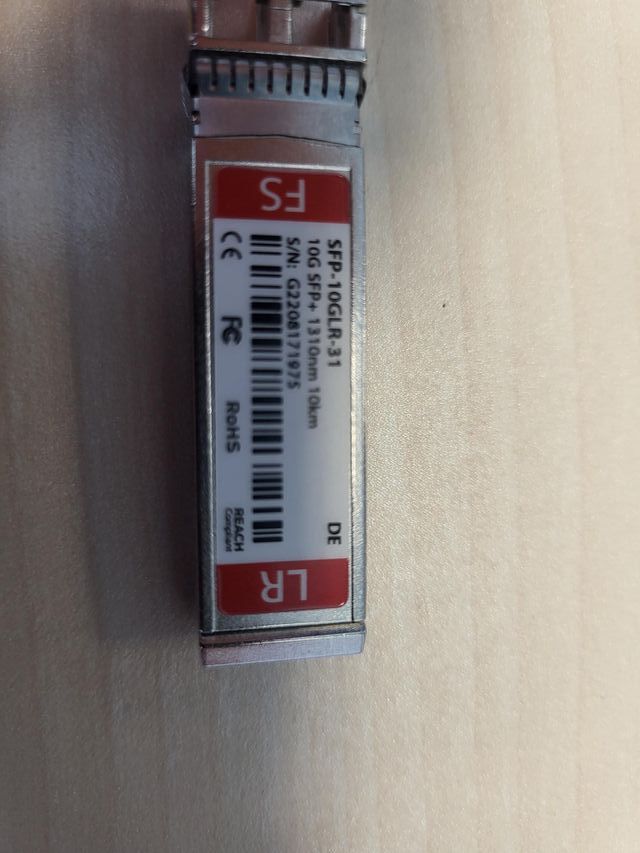 FS
SFP-10GLR-31
DE
10G SFP+ 1310nm 10km
S/N: G2208171975
CE FC RoHS REACH
Compliant
LR